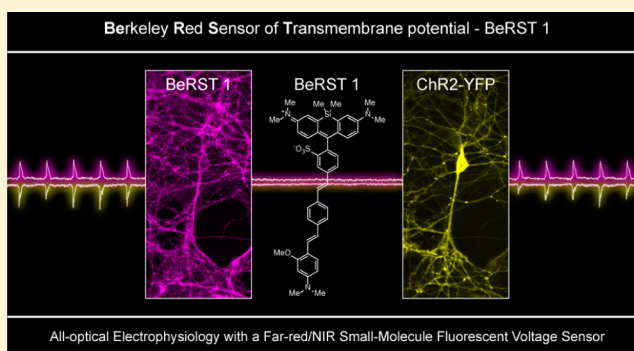 Berkeley Red Sensor of Transmembrane potential - BeRST 1
BeRST 1
BeRST 1
ChR2-YFP
Me Me
Me
N+
Me
Si
N
Me
Me
⁻O₃S
MeO
Me
N
Me
All-optical Electrophysiology with a Far-red/NIR Small-Molecule Fluorescent Voltage Sensor